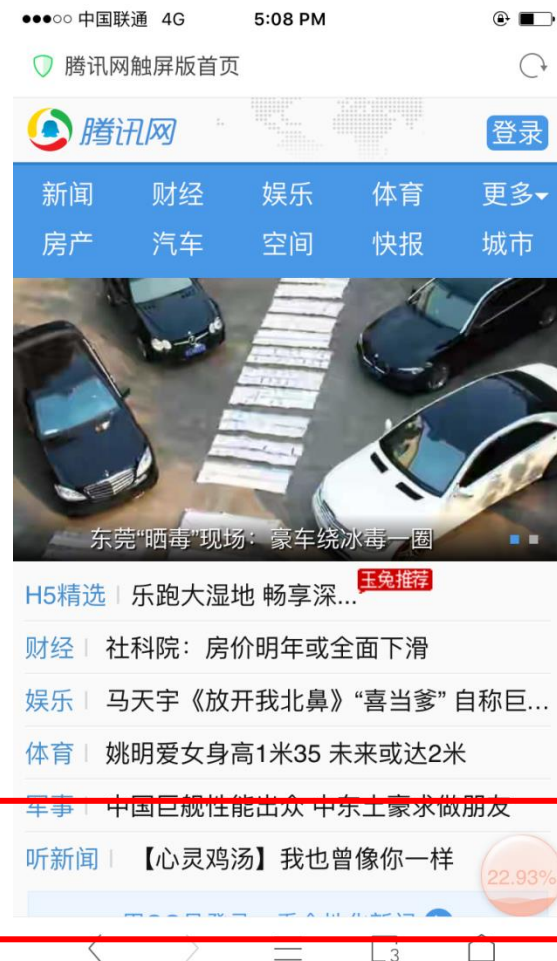 中国联通 4G 5:08 PM
腾讯网触屏版首页
腾讯网 登录
新闻 财经 娱乐 体育 更多
房产 汽车 空间 快报 城市
东莞“晒毒”现场：豪车绕冰毒一圈
H5精选 乐跑大湿地 畅享深... 玉兔推荐
财经 社科院：房价明年或全面下滑
娱乐 马天宇《放开我北鼻》“喜当爹” 自称巨...
体育 姚明爱女身高1米35 未来或达2米
军事 中国巨舰性能出众 中东土豪求做朋友
听新闻 【心灵鸡汤】我也曾像你一样
22.93%
3